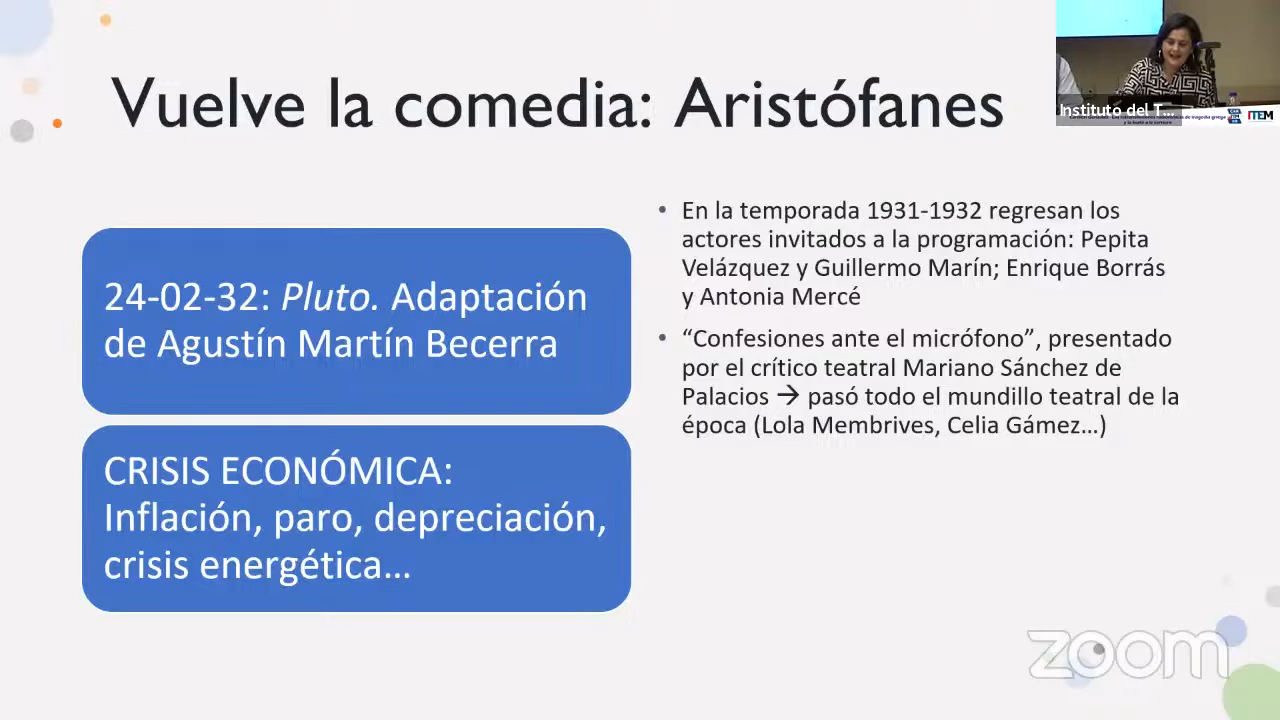 Vuelve la comedia: Aristófanes
Instituto del T...
ITEM
24-02-32: Pluto. Adaptación
de Agustín Martín Becerra
CRISIS ECONÓMICA:
Inflación, paro, depreciación,
crisis energética...
• En la temporada 1931-1932 regresan los
actores invitados a la programación: Pepita
Velázquez y Guillermo Marín; Enrique Borrás
y Antonia Mercé
• “Confesiones ante el micrófono”, presentado
por el crítico teatral Mariano Sánchez de
Palacios → pasó todo el mundillo teatral de la
época (Lola Membrives, Celia Gámez...)
zoom